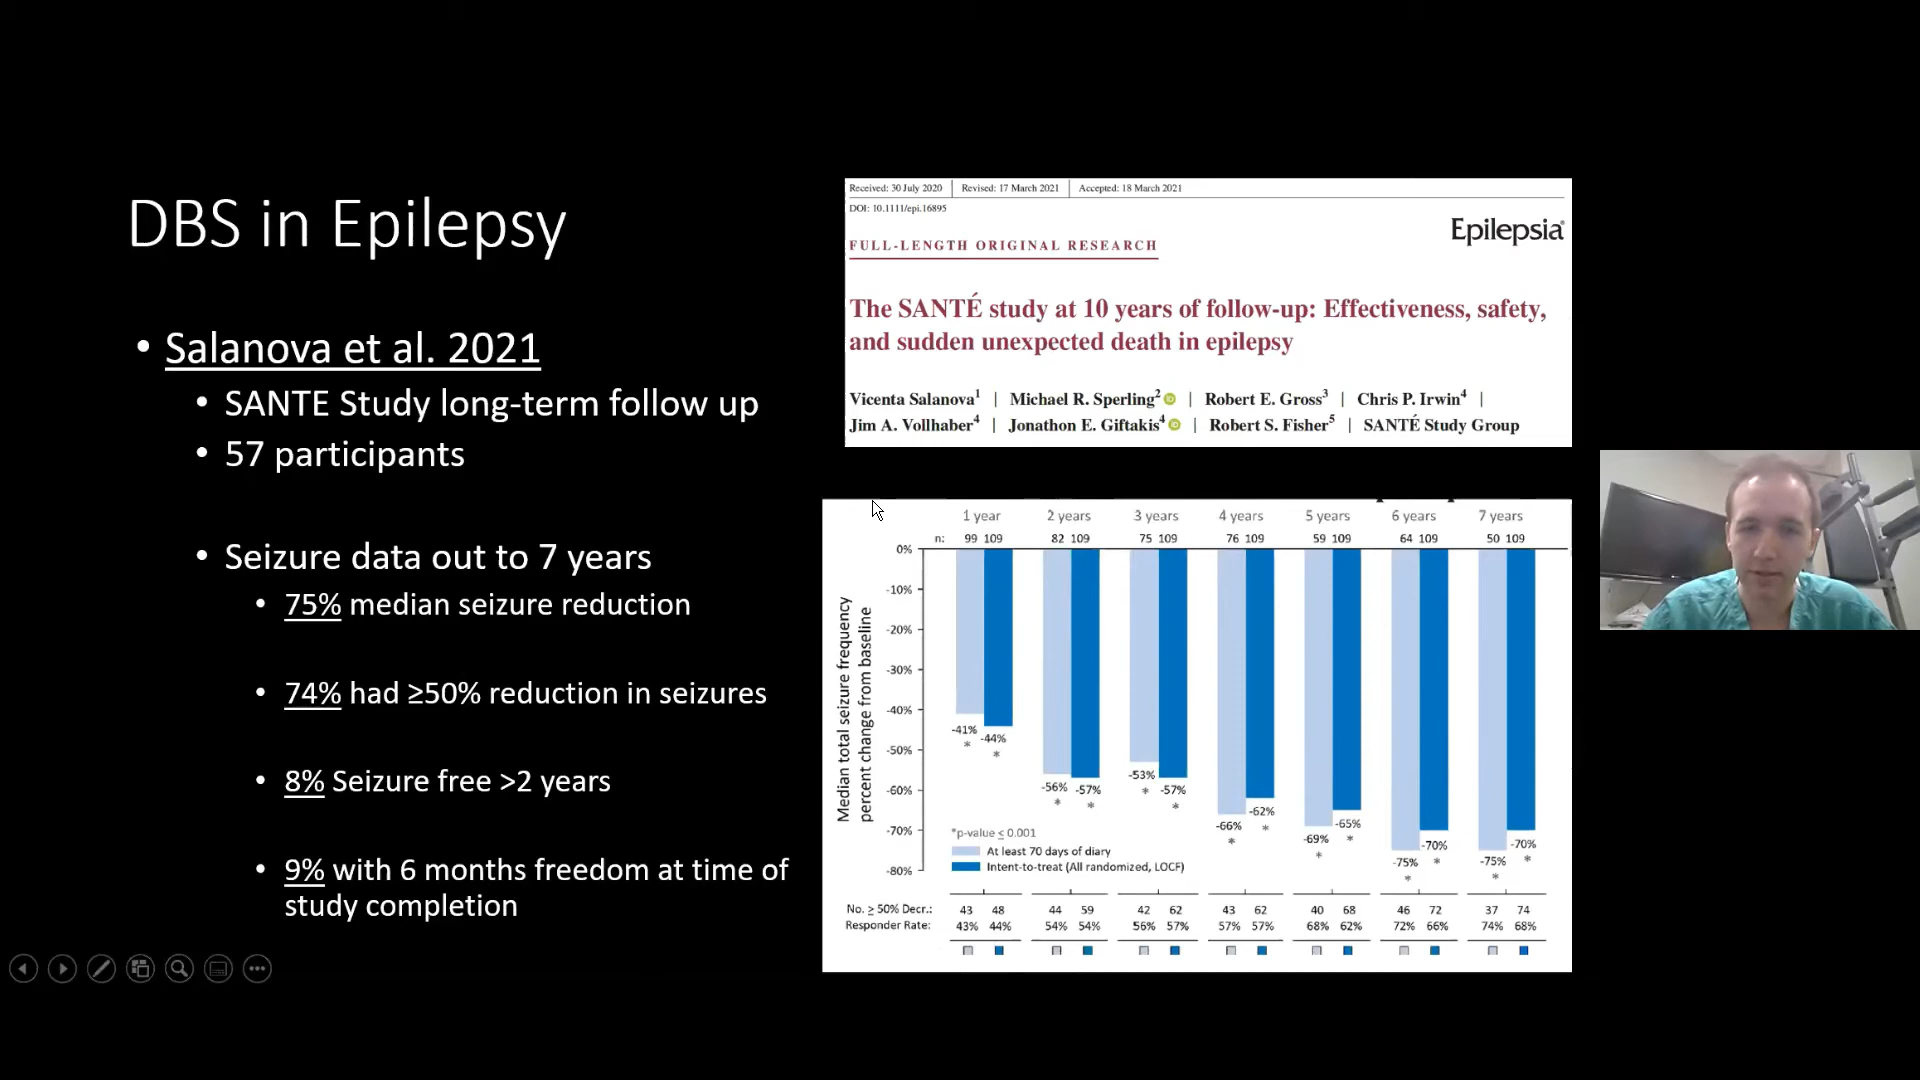 DBS in Epilepsy
• Salanova et al. 2021
• SANTE Study long-term follow up
• 57 participants
• Seizure data out to 7 years
• 75% median seizure reduction
• 74% had ≥50% reduction in seizures
• 8% Seizure free >2 years
• 9% with 6 months freedom at time of
study completion
Received: 30 July 2020 | Revised: 17 March 2021 | Accepted: 18 March 2021
DOI: 10.1111/epi.16895
Epilepsia®
FULL-LENGTH ORIGINAL RESEARCH
The SANTÉ study at 10 years of follow-up: Effectiveness, safety,
and sudden unexpected death in epilepsy
Vicenta Salanova1 | Michael R. Sperling2 | Robert E. Gross3 | Chris P. Irwin4 |
Jim A. Vollhaber4 | Jonathon E. Giftakis4 | Robert S. Fisher5 | SANTÉ Study Group
1 year 2 years 3 years 4 years 5 years 6 years 7 years
n: 99 109 82 109 75 109 76 109 59 109 64 109 50 109
Median total seizure frequency
percent change from baseline
0%
-10%
-20%
-30%
-40%
-50%
-60%
-70%
-80%
-41% -44% -56% -57% -53% -57% -66% -62% -69% -65% -75% -70% -75% -70%
* * * * * * * * * * * * * *
*p-value ≤ 0.001
At least 70 days of diary
Intent-to-treat (All randomized, LOCF)
No. ≥ 50% Decr.: 43 48 44 59 42 62 43 62 40 68 46 72 37 74
Responder Rate: 43% 44% 54% 54% 56% 57% 57% 57% 68% 62% 72% 66% 74% 68%